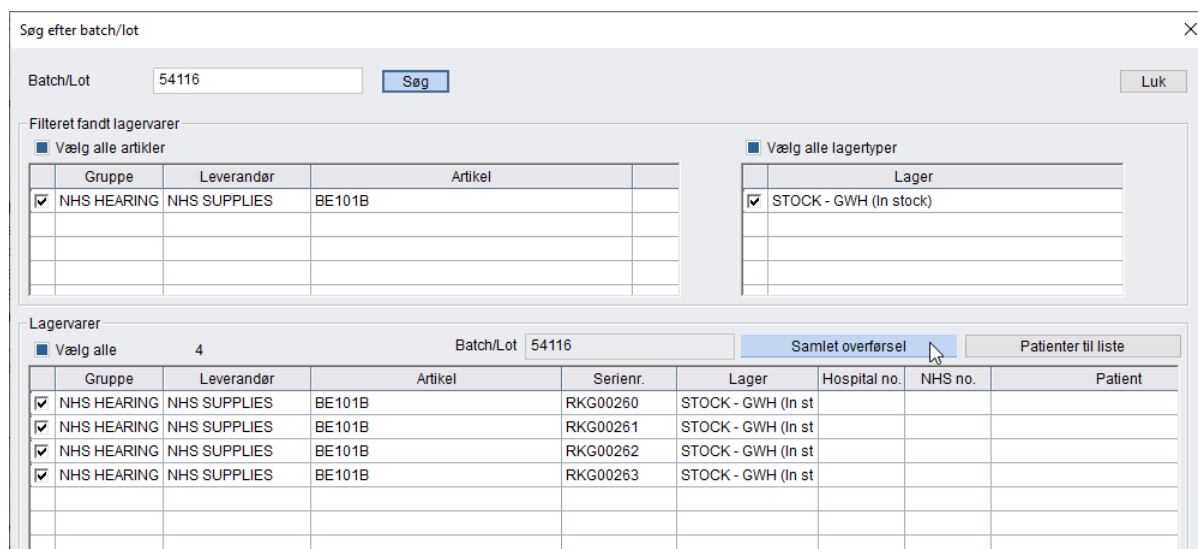 Søg efter batch/lot
Batch/Lot 54116 Søg Luk
Filteret fandt lagervarer
Vælg alle artikler
Gruppe Leverandør Artikel
NHS HEARING NHS SUPPLIES BE101B
Vælg alle lagertyper
Lager
STOCK - GWH (In stock)
Lagervarer
Vælg alle 4 Batch/Lot 54116 Samlet overførsel Patienter til liste
Gruppe Leverandør Artikel Serienr. Lager Hospital no. NHS no. Patient
NHS HEARING NHS SUPPLIES BE101B RKG00260 STOCK - GWH (In st
NHS HEARING NHS SUPPLIES BE101B RKG00261 STOCK - GWH (In st
NHS HEARING NHS SUPPLIES BE101B RKG00262 STOCK - GWH (In st
NHS HEARING NHS SUPPLIES BE101B RKG00263 STOCK - GWH (In st